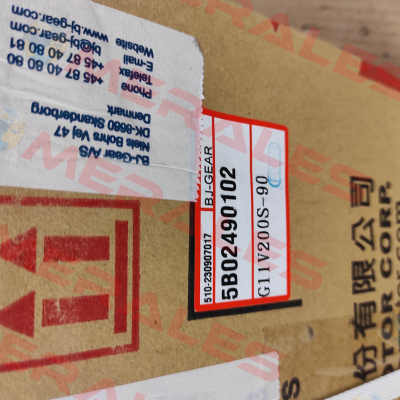 BJ-Gear A/S
Niels Bohrs Vej 47
DK-8660 Skanderborg
Denmark
Phone +45 87 40 80 80
Telefax +45 87 40 80 81
E-mail bj@bj-gear.com
Website www.bj-gear.com
510-230907017 BJ-GEAR
5B02490102
G11V200S-90
份有限公司
OTOR CORP.
MERALES